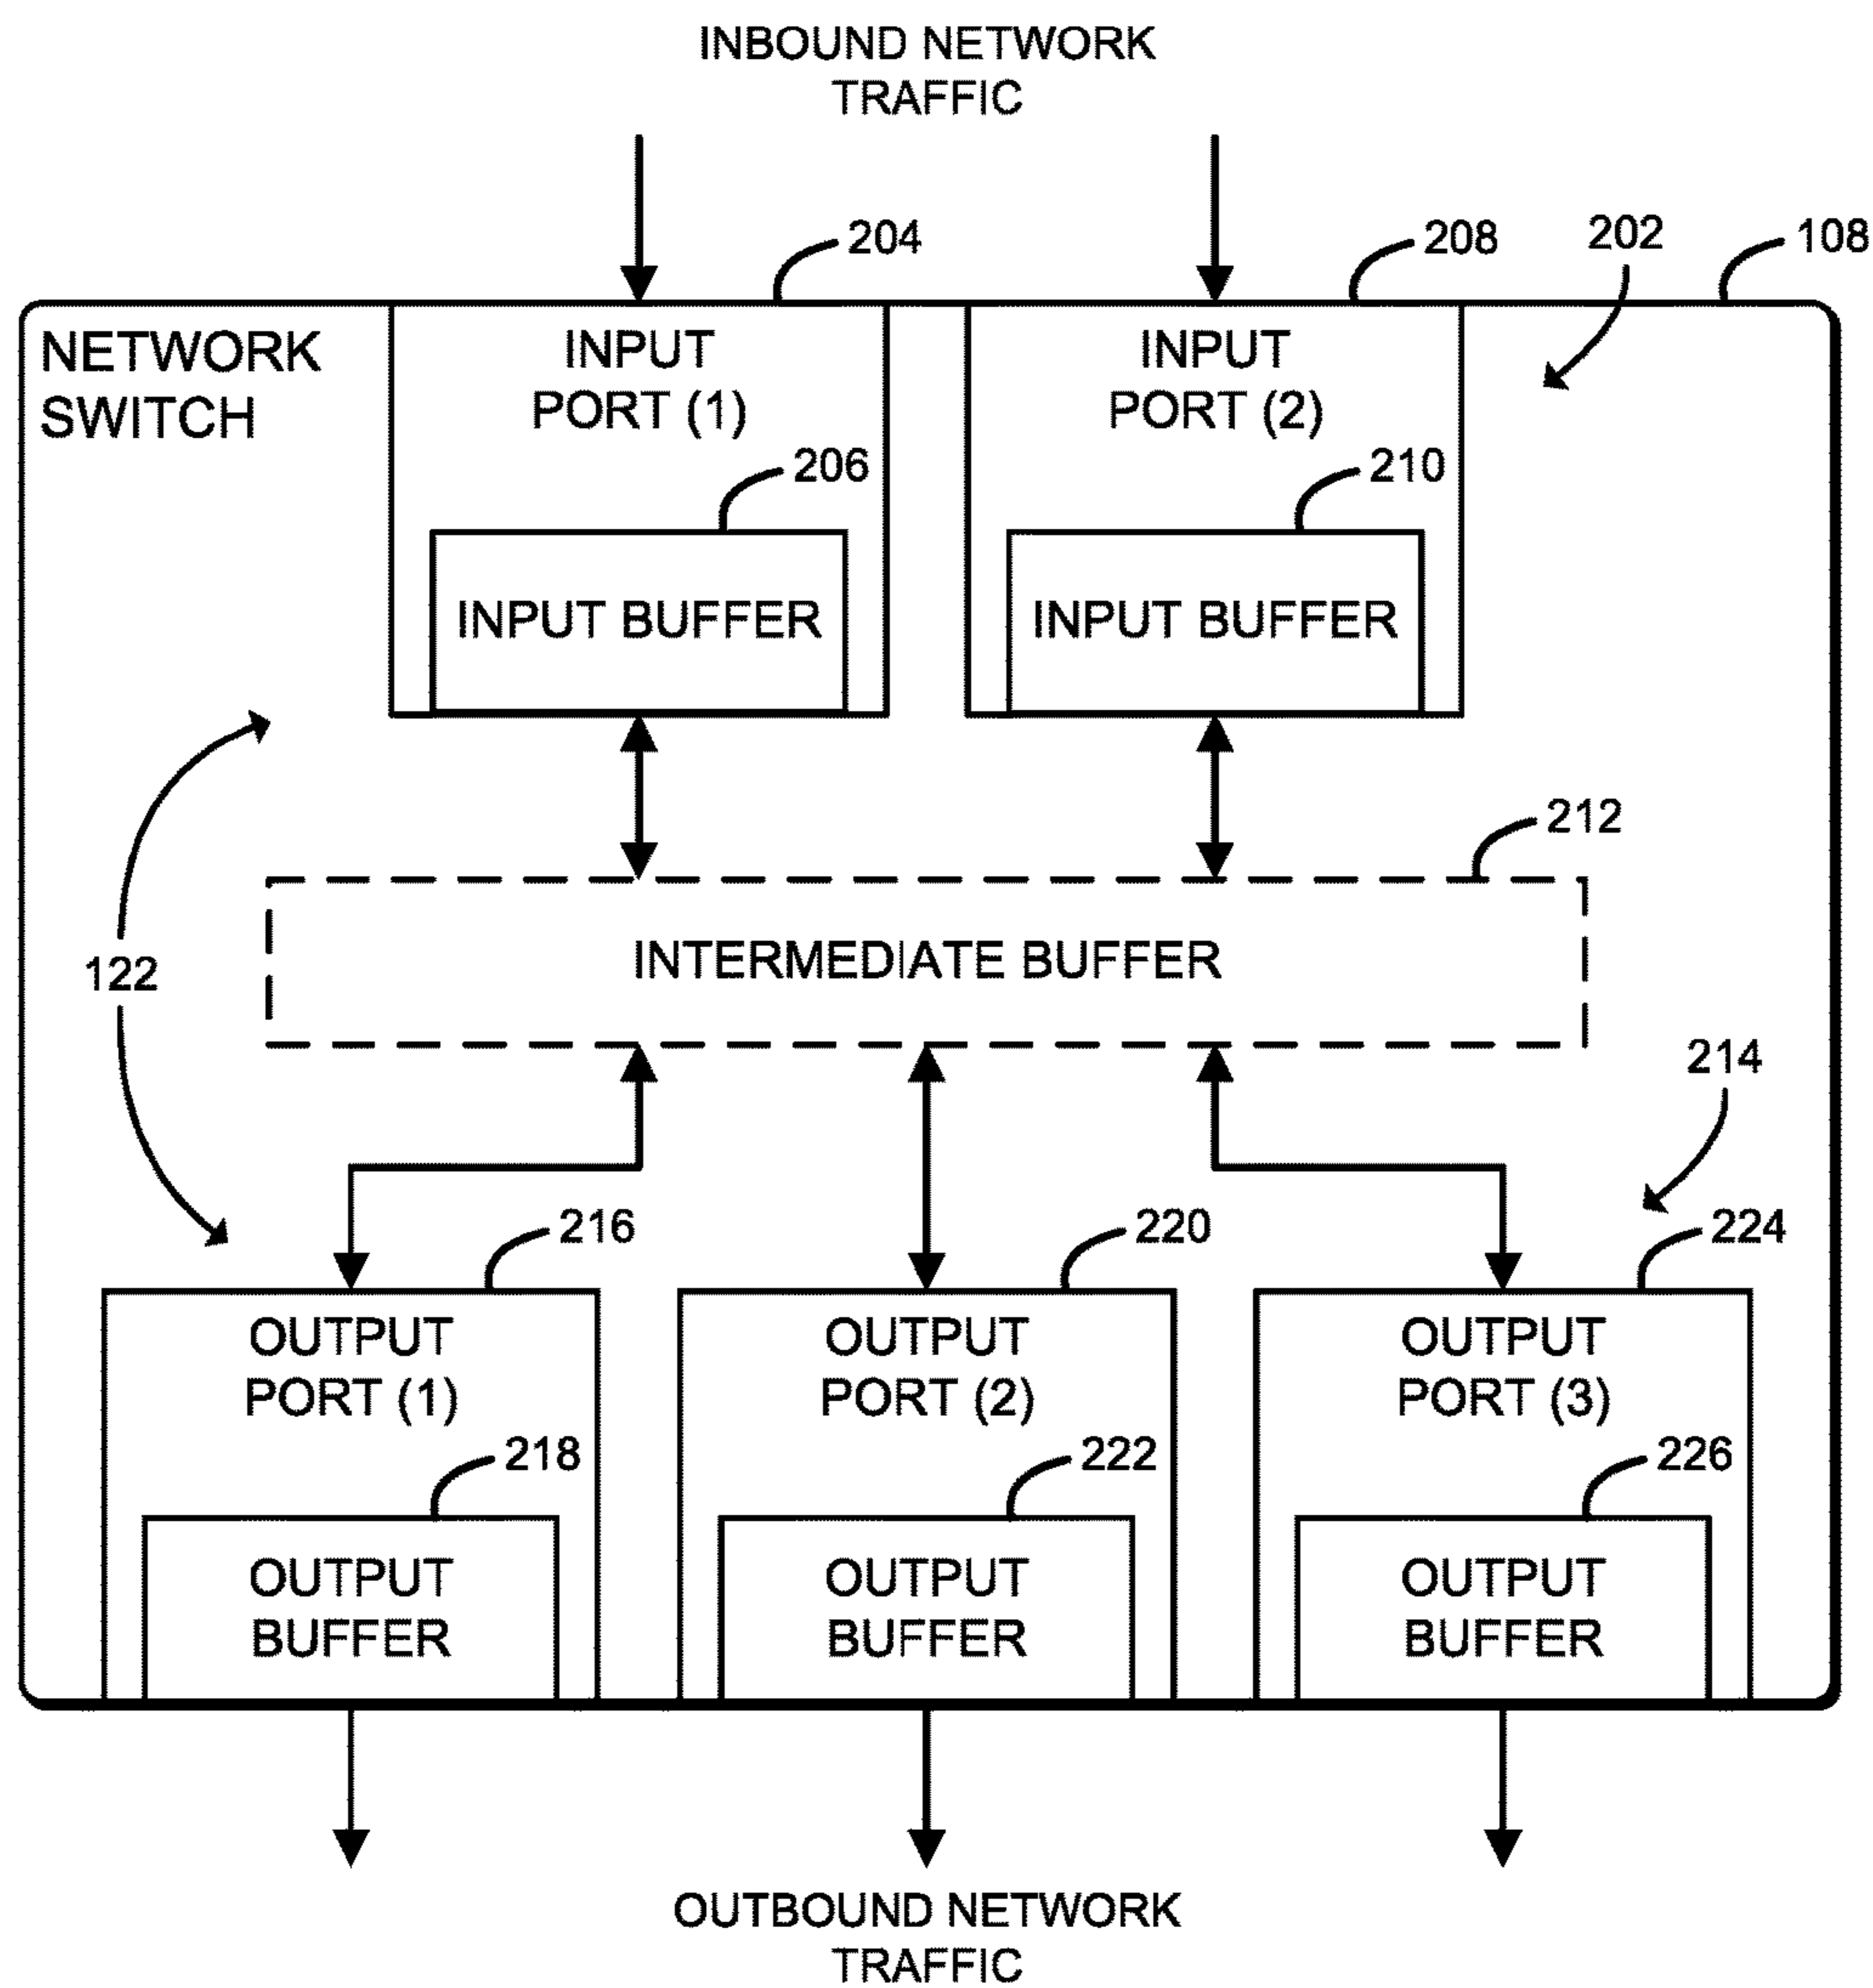 INBOUND NETWORK
TRAFFIC
204
208
202
108
NETWORK
SWITCH
INPUT
PORT (1)
INPUT
PORT (2)
206
210
INPUT BUFFER
INPUT BUFFER
212
INTERMEDIATE BUFFER
122
214
216
220
224
OUTPUT
PORT (1)
OUTPUT
PORT (2)
OUTPUT
PORT (3)
218
222
226
OUTPUT
BUFFER
OUTPUT
BUFFER
OUTPUT
BUFFER
OUTBOUND NETWORK
TRAFFIC